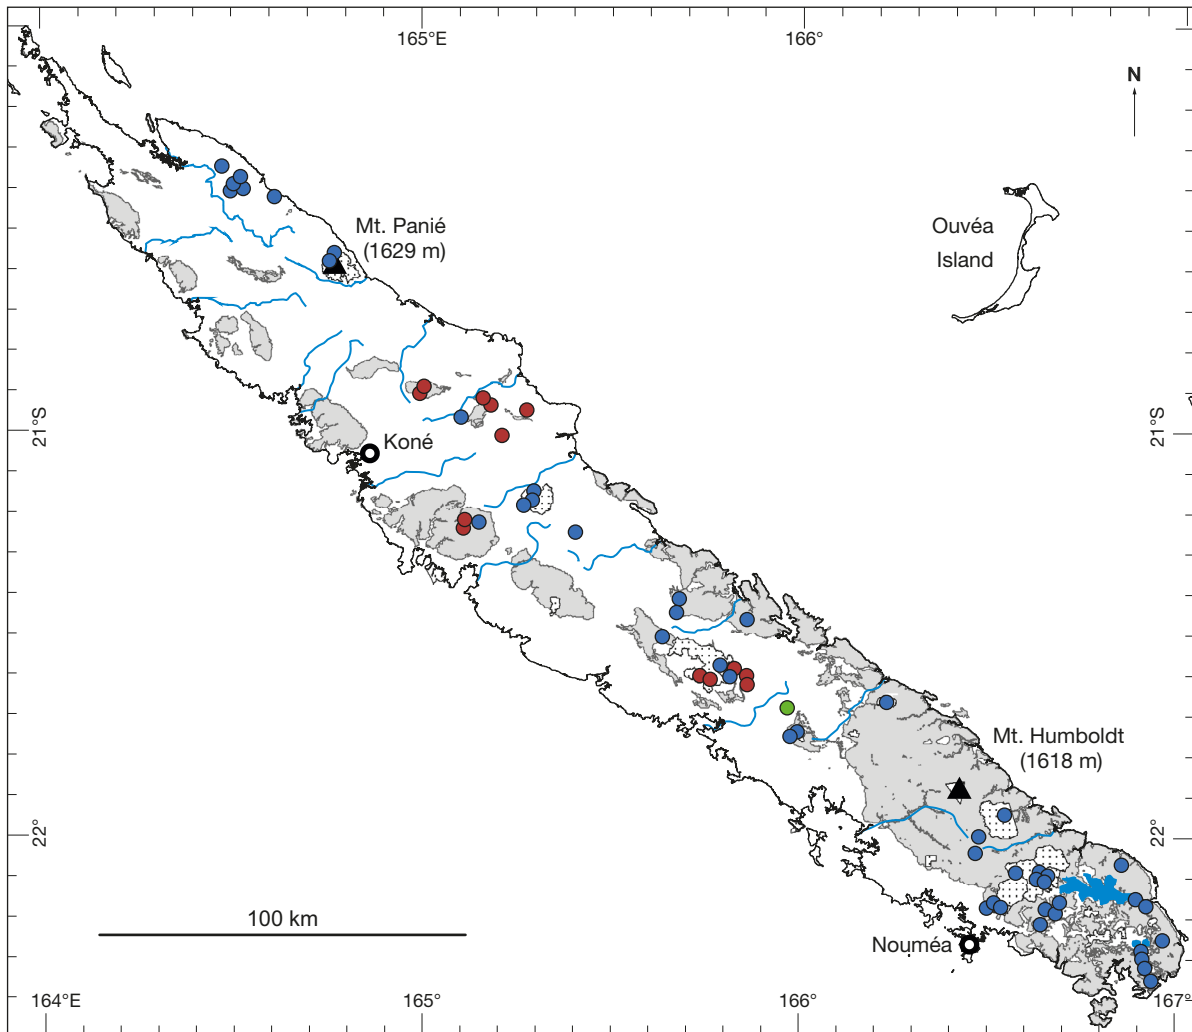 165°E
166°
N
Mt. Panié
(1629 m)
Ouvéa
Island
21°S
21°S
Koné
Mt. Humboldt
(1618 m)
22°
22°
100 km
Nouméa
164°E
165°
166°
167°